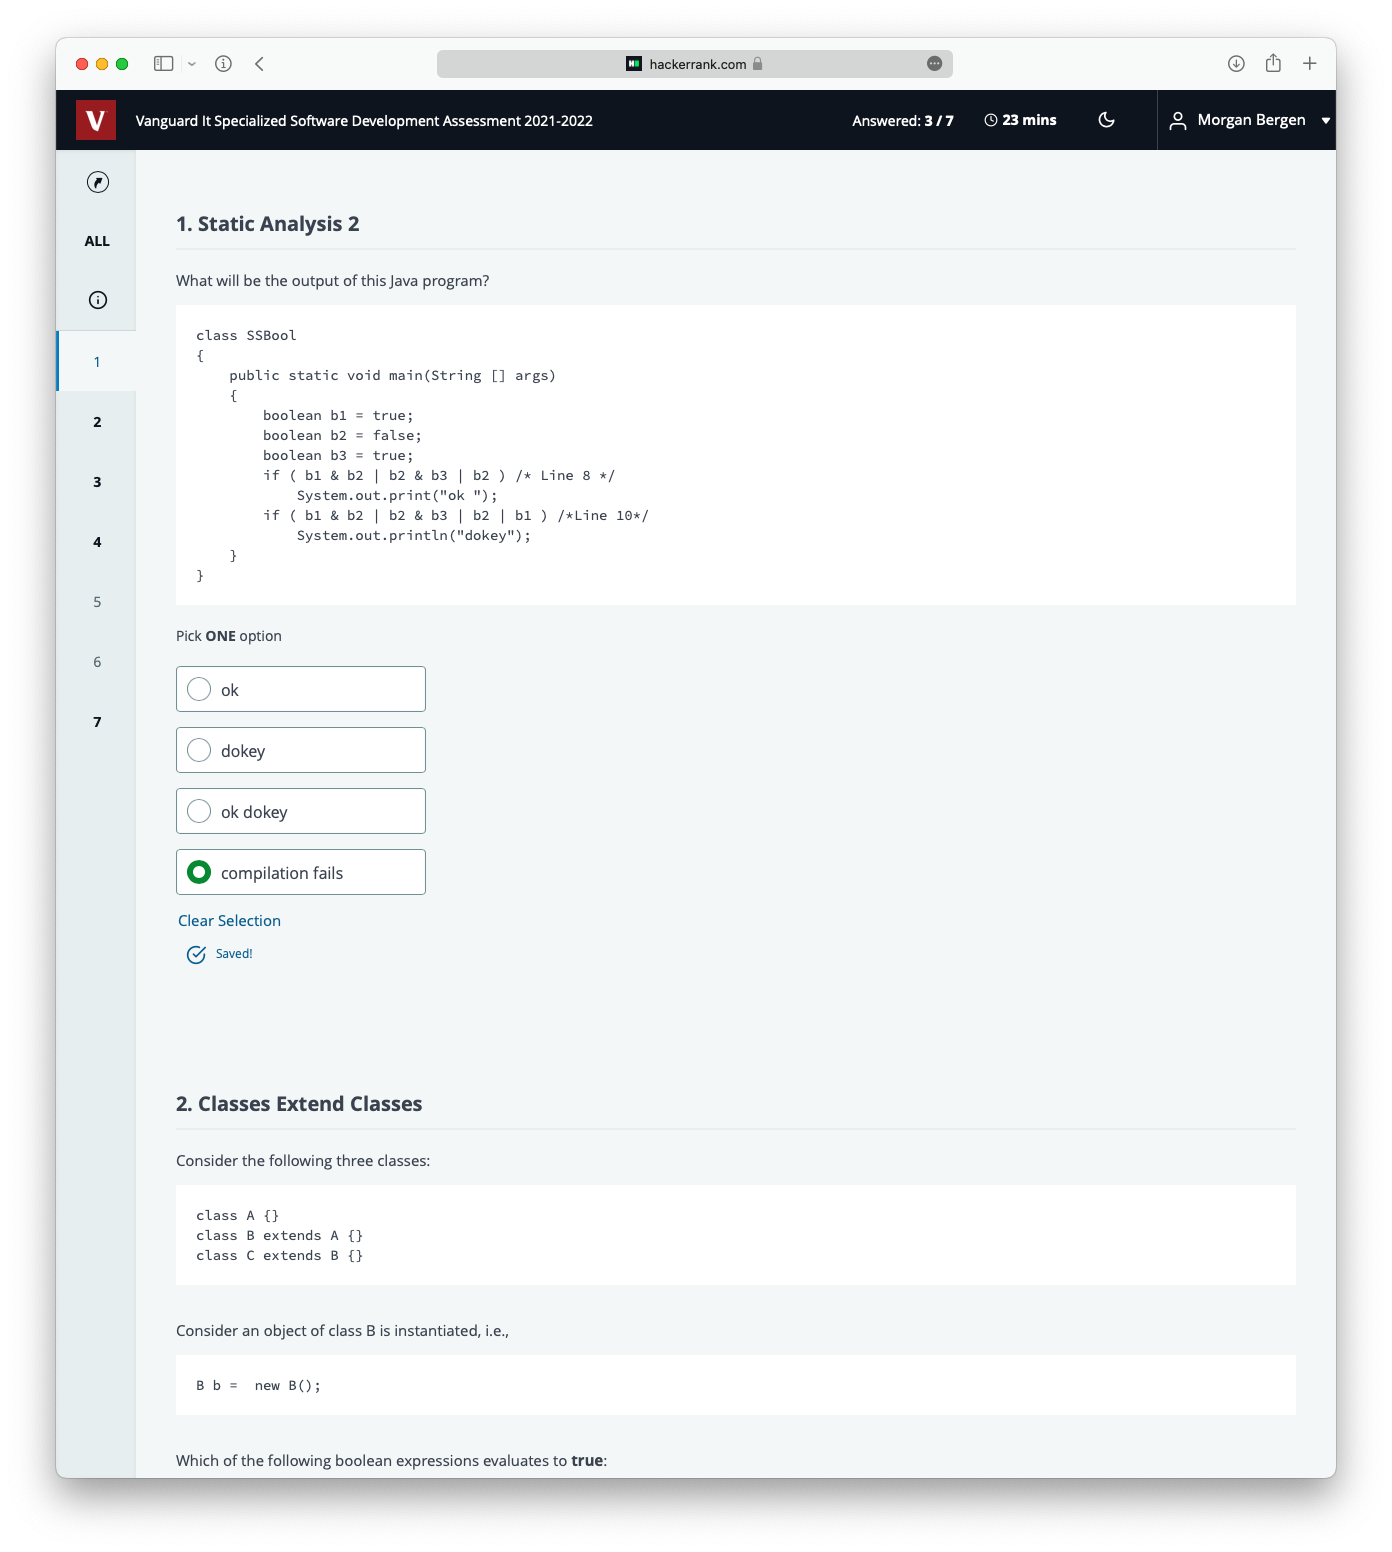 hackerrank.com
V
Vanguard It Specialized Software Development Assessment 2021-2022
Answered: 3 / 7
23 mins
Morgan Bergen
ALL
1
2
3
4
5
6
7
1. Static Analysis 2
What will be the output of this Java program?
class SSBool
{
    public static void main(String [] args)
    {
        boolean b1 = true;
        boolean b2 = false;
        boolean b3 = true;
        if ( b1 & b2 | b2 & b3 | b2 ) /* Line 8 */
            System.out.print("ok ");
        if ( b1 & b2 | b2 & b3 | b2 | b1 ) /*Line 10*/
            System.out.println("dokey");
    }
}
Pick ONE option
ok
dokey
ok dokey
compilation fails
Clear Selection
Saved!
2. Classes Extend Classes
Consider the following three classes:
class A {}
class B extends A {}
class C extends B {}
Consider an object of class B is instantiated, i.e.,
B b =  new B();
Which of the following boolean expressions evaluates to true: